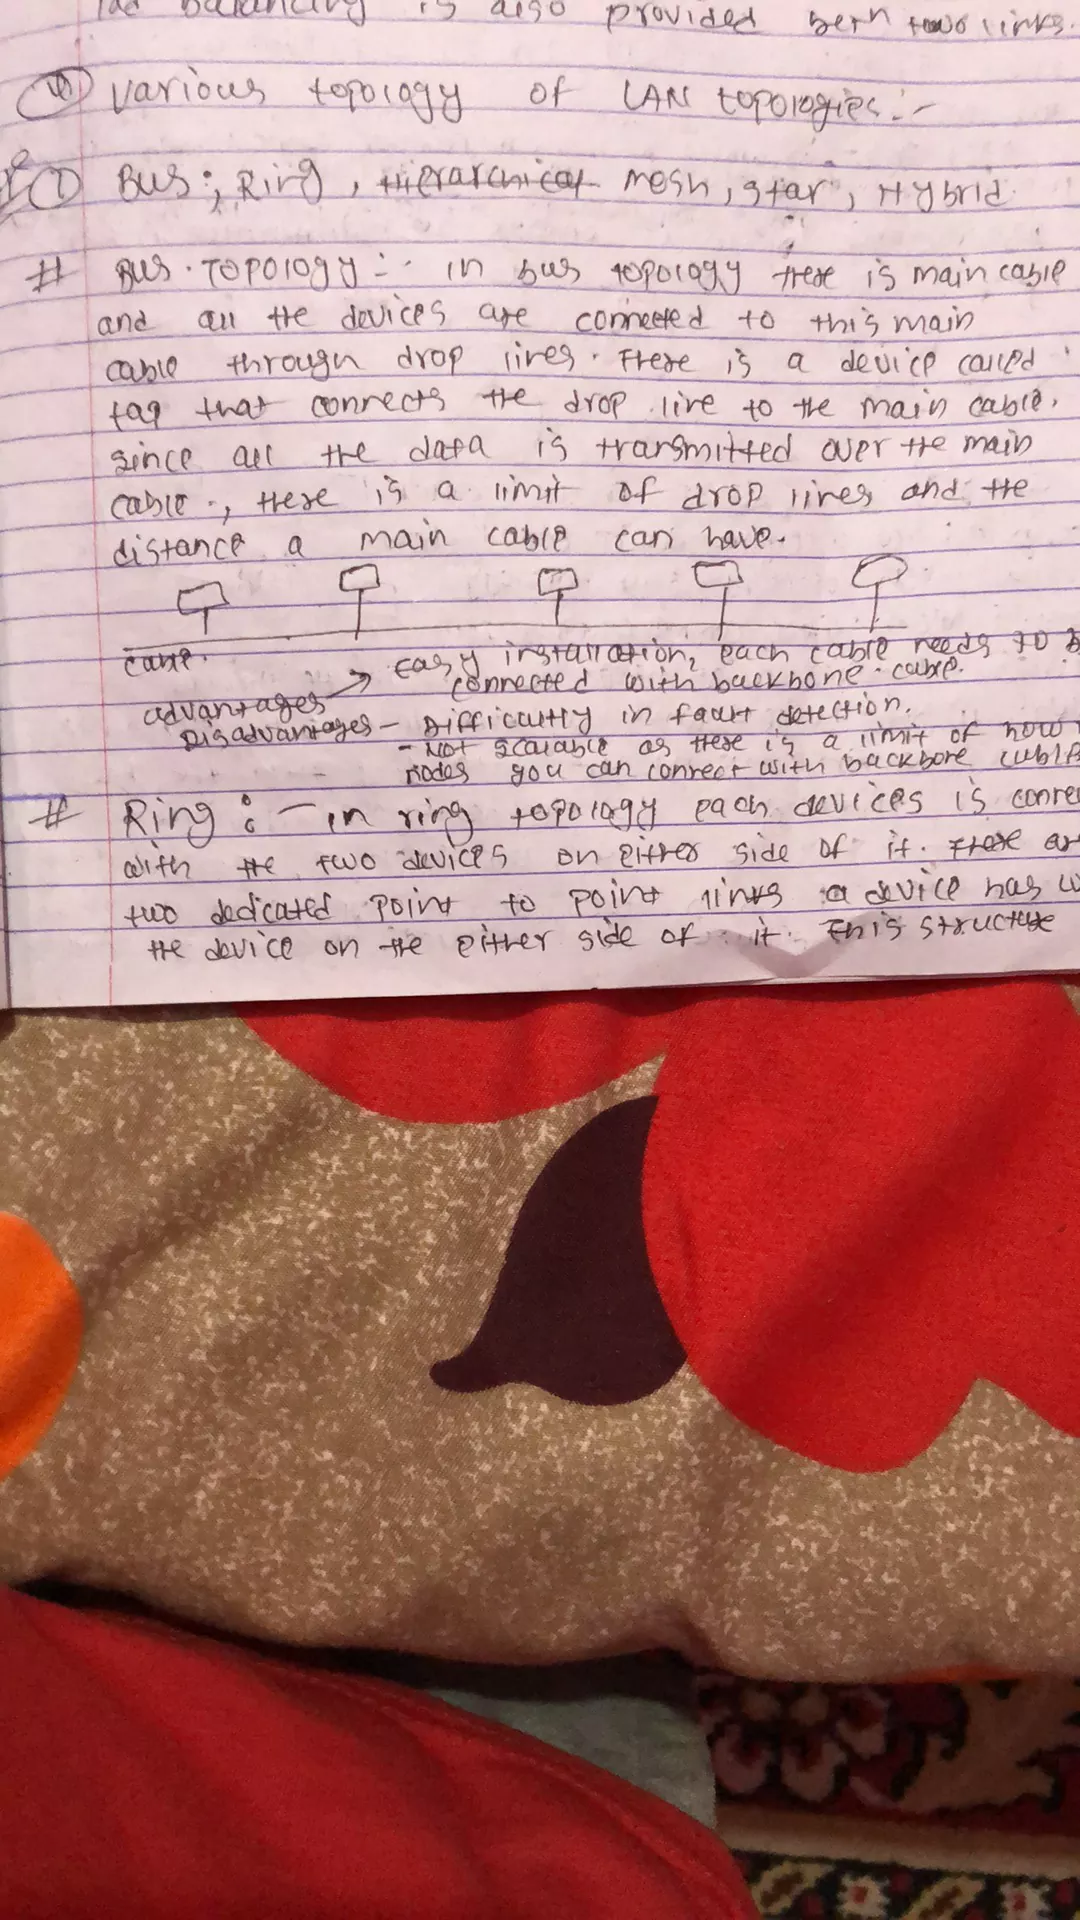 balancing is also provided betn two links.
Various topology of LAN topologies :-
① Bus :, Ring, Hierarchical mesh, star, Hybrid.
# Bus . Topology :- in bus topology there is main cable
and all the devices are connected to this main
cable through drop lines. There is a device called
tap that connects the drop line to the main cable.
since all the data is transmitted over the main
cable ., there is a limit of drop lines and the
distance a main cable can have.
cable.
easy installation, each cable needs to b
connected with backbone cable.
advantages →
Disadvantages - Difficulty in fault detection.
- Not scalable as there is a limit of how
nodes you can connect with backbone cable
# Ring :- in ring topology each devices is conne
with the two devices on either side of it. There ar
two dedicated point to point links a device has w
the device on the either side of it. This structure